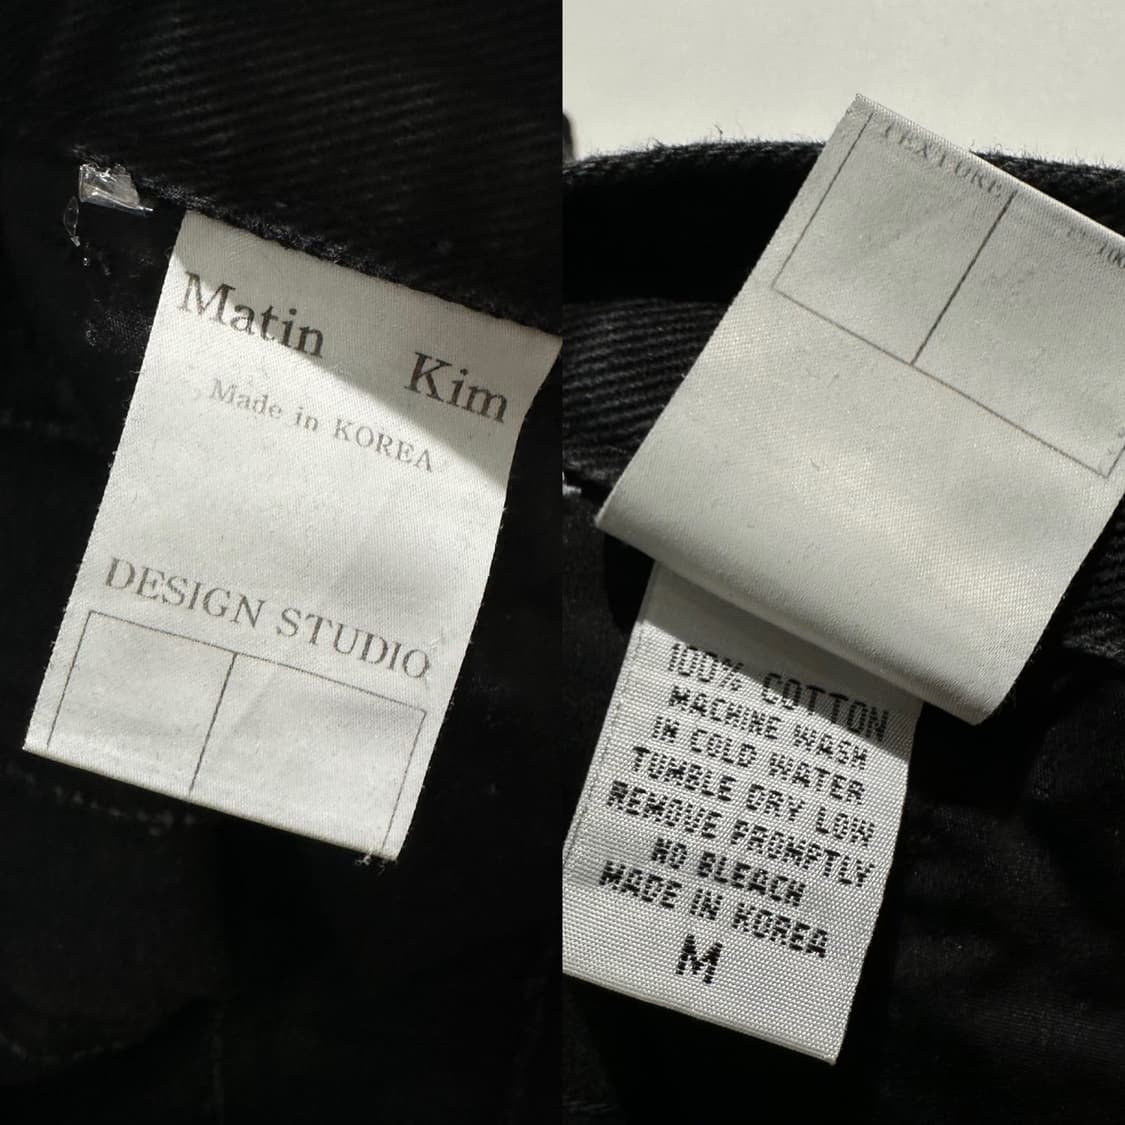 Matin Kim
Made in KOREA
DESIGN STUDIO
TEXTURE
100% COTTON
MACHINE WASH
IN COLD WATER
TUMBLE DRY LOW
REMOVE PROMPTLY
NO BLEACH
MADE IN KOREA
M